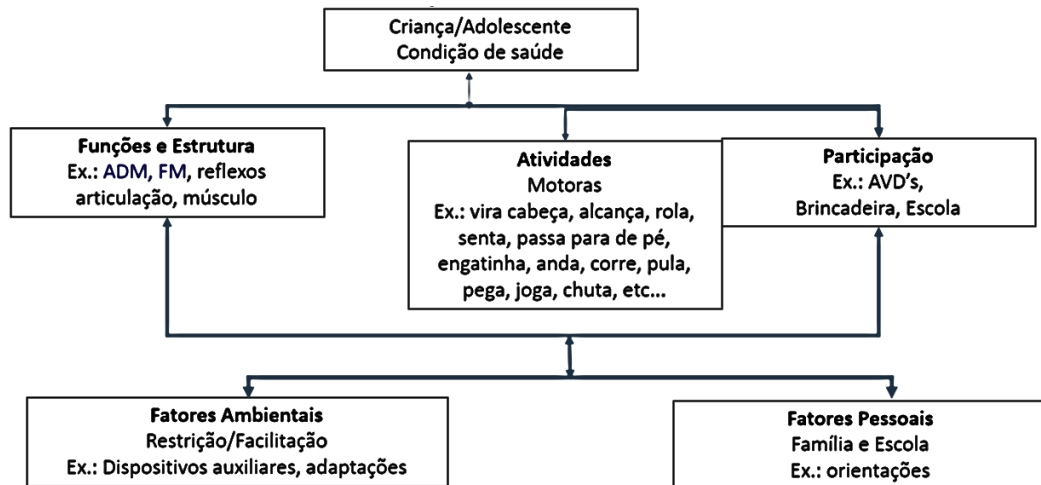 Criança/Adolescente
Condição de saúde
Funções e Estrutura
Ex.: ADM, FM, reflexos
articulação, músculo
Atividades
Motoras
Ex.: vira cabeça, alcança, rola,
senta, passa para de pé,
engatinha, anda, corre, pula,
pega, joga, chuta, etc...
Participação
Ex.: AVD's,
Brincadeira, Escola
Fatores Ambientais
Restrição/Facilitação
Ex.: Dispositivos auxiliares, adaptações
Fatores Pessoais
Família e Escola
Ex.: orientações